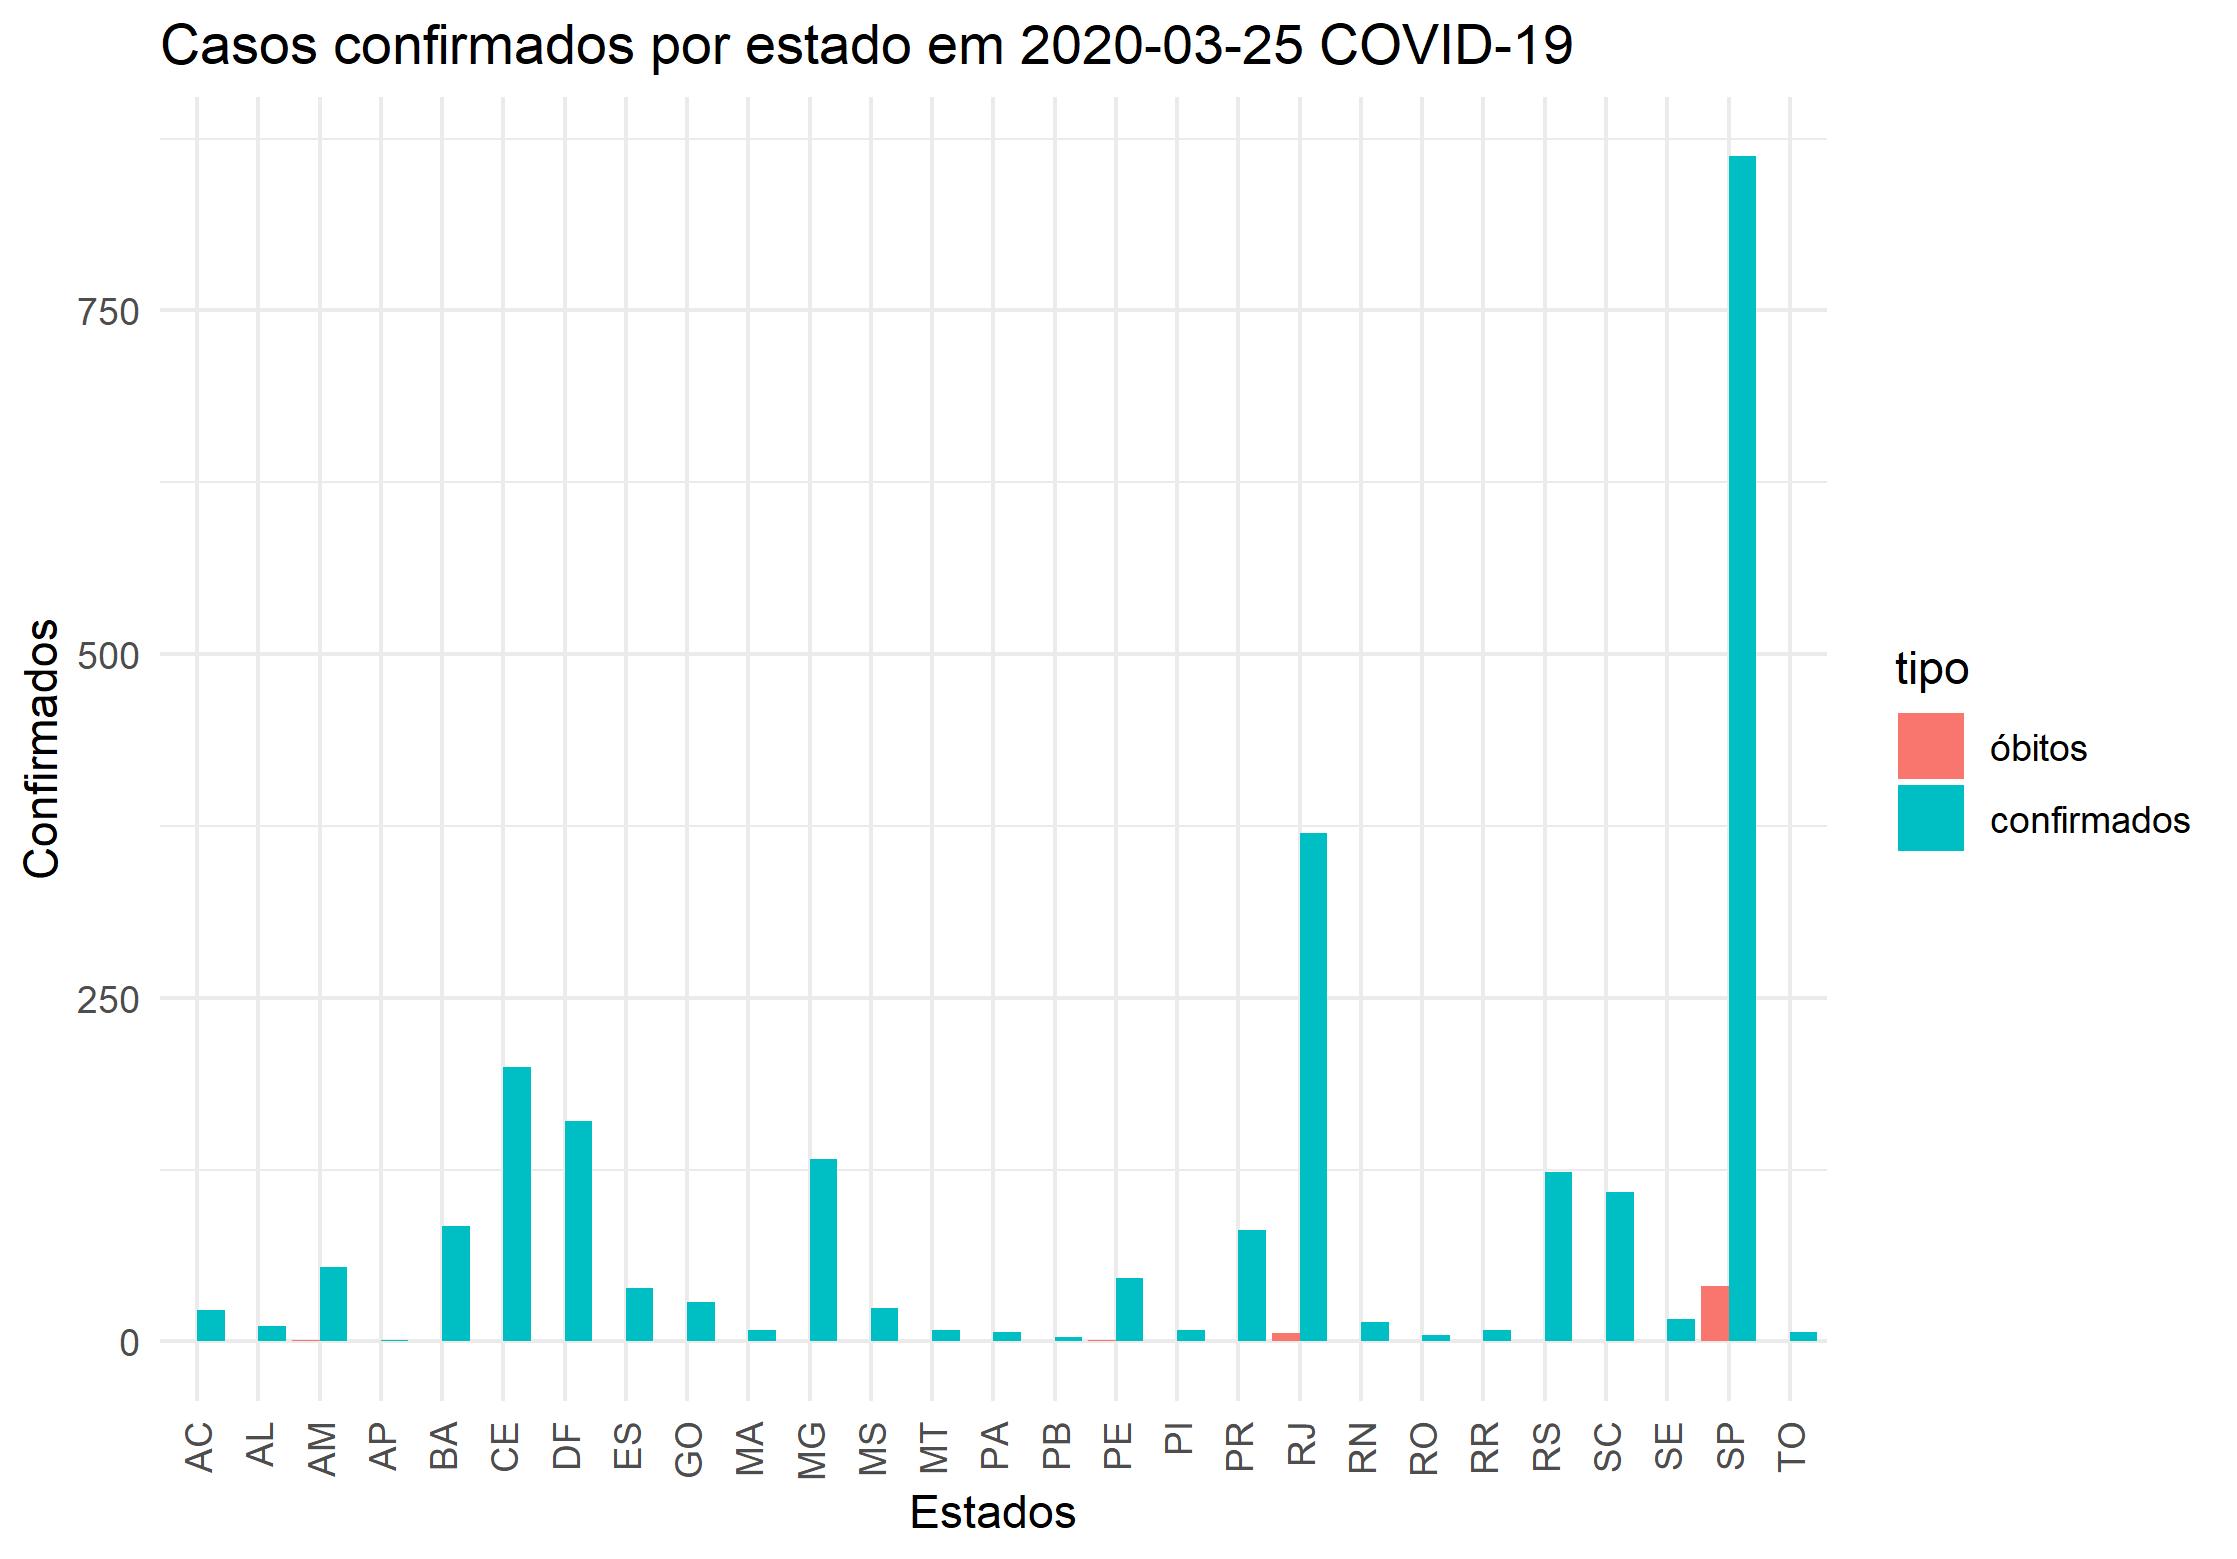 Casos confirmados por estado em 2020-03-25 COVID-19
Confirmados
750
500
250
0
AC
AL
AM
AP
BA
CE
DF
ES
GO
MA
MG
MS
MT
PA
PB
PE
PI
PR
RJ
RN
RO
RR
RS
SC
SE
SP
TO
Estados
tipo
óbitos
confirmados